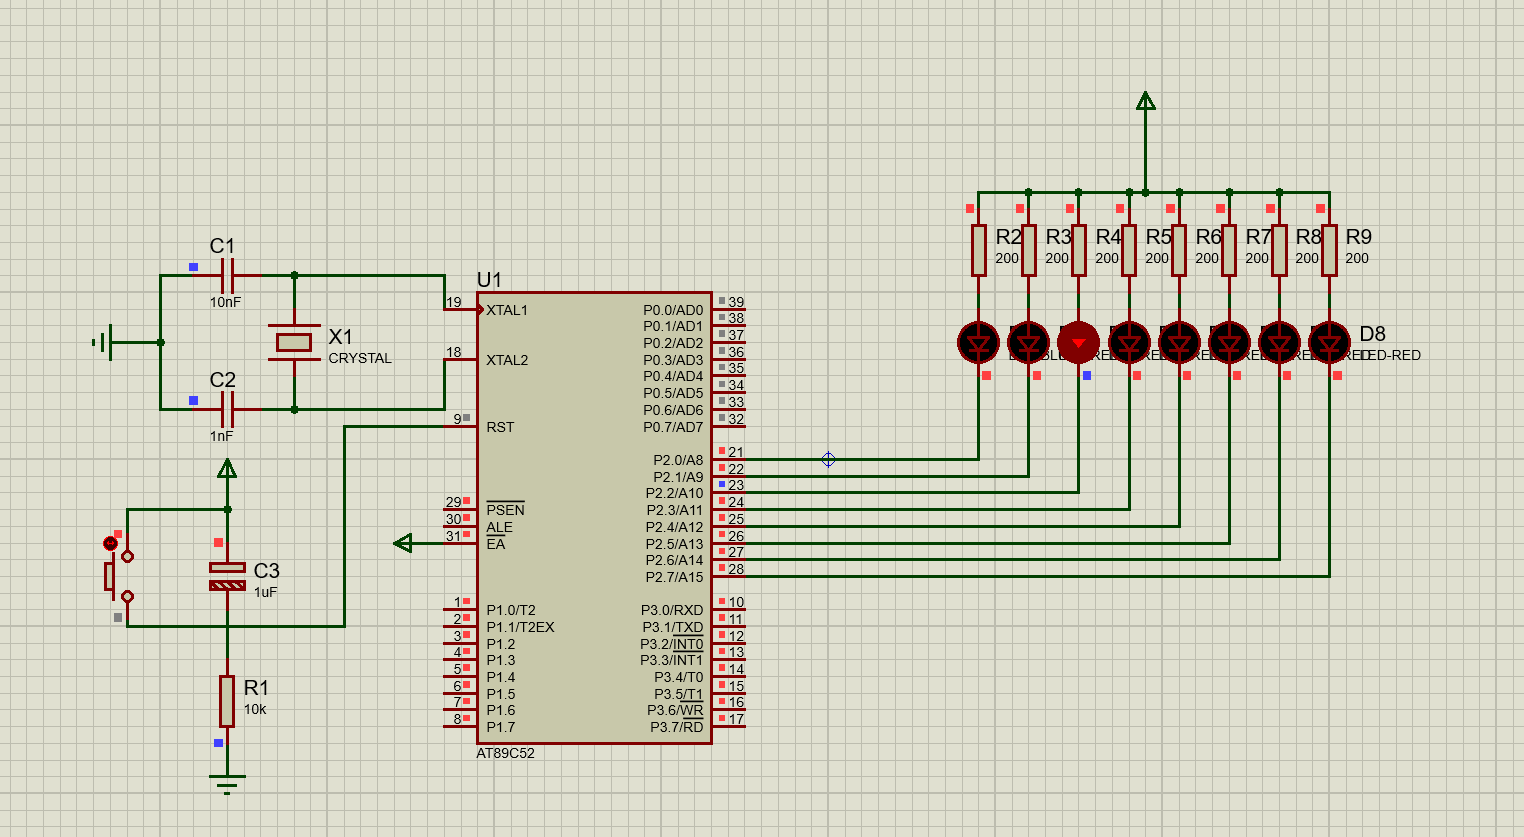 C1
10nF
X1
CRYSTAL
C2
1nF
C3
1uF
R1
10k
U1
19 XTAL1
18 XTAL2
9 RST
29 PSEN
30 ALE
31 EA
1 P1.0/T2
2 P1.1/T2EX
3 P1.2
4 P1.3
5 P1.4
6 P1.5
7 P1.6
8 P1.7
P0.0/AD0 39
P0.1/AD1 38
P0.2/AD2 37
P0.3/AD3 36
P0.4/AD4 35
P0.5/AD5 34
P0.6/AD6 33
P0.7/AD7 32
P2.0/A8 21
P2.1/A9 22
P2.2/A10 23
P2.3/A11 24
P2.4/A12 25
P2.5/A13 26
P2.6/A14 27
P2.7/A15 28
P3.0/RXD 10
P3.1/TXD 11
P3.2/INT0 12
P3.3/INT1 13
P3.4/T0 14
P3.5/T1 15
P3.6/WR 16
P3.7/RD 17
AT89C52
R2 R3 R4 R5 R6 R7 R8 R9
200 200 200 200 200 200 200 200
D8
LED-RED